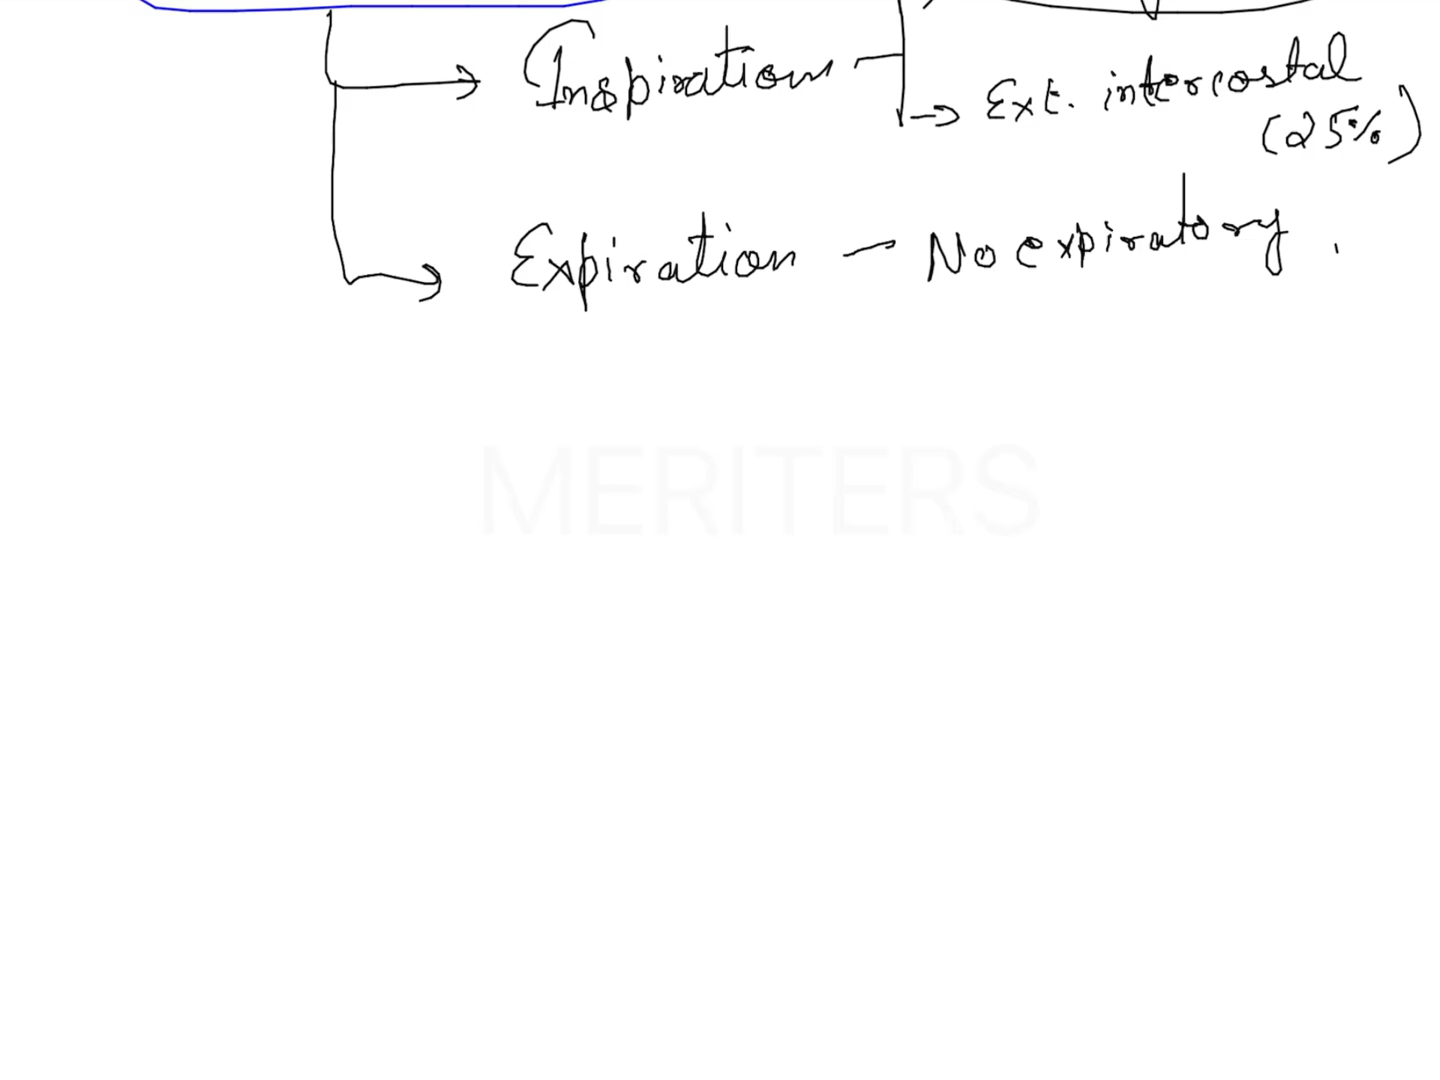 Inspiration
Ext. intercostal
(25%)
Expiration - No expiratory
MERITERS